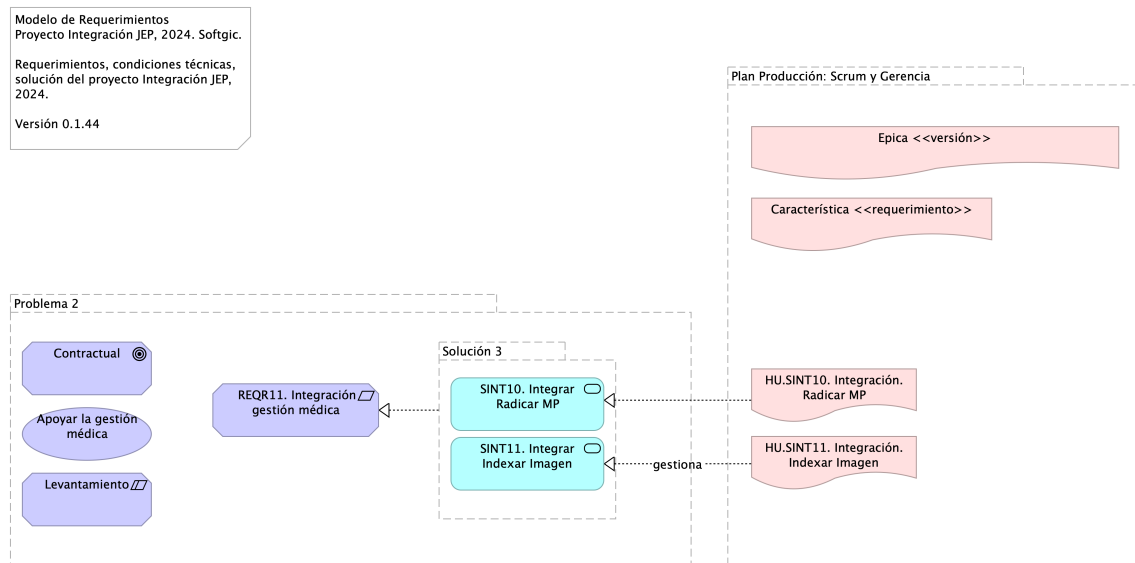 Modelo de Requerimientos
Proyecto Integración JEP, 2024. Softgic.
Requerimientos, condiciones técnicas,
solución del proyecto Integración JEP,
2024.
Versión 0.1.44
Plan Producción: Scrum y Gerencia
Epica <<versión>>
Característica <<requerimiento>>
Problema 2
Contractual
Apoyar la gestión
médica
Levantamiento
REQR11. Integración
gestión médica
Solución 3
SINT10. Integrar
Radicar MP
SINT11. Integrar
Indexar Imagen
gestiona
HU.SINT10. Integración.
Radicar MP
HU.SINT11. Integración.
Indexar Imagen